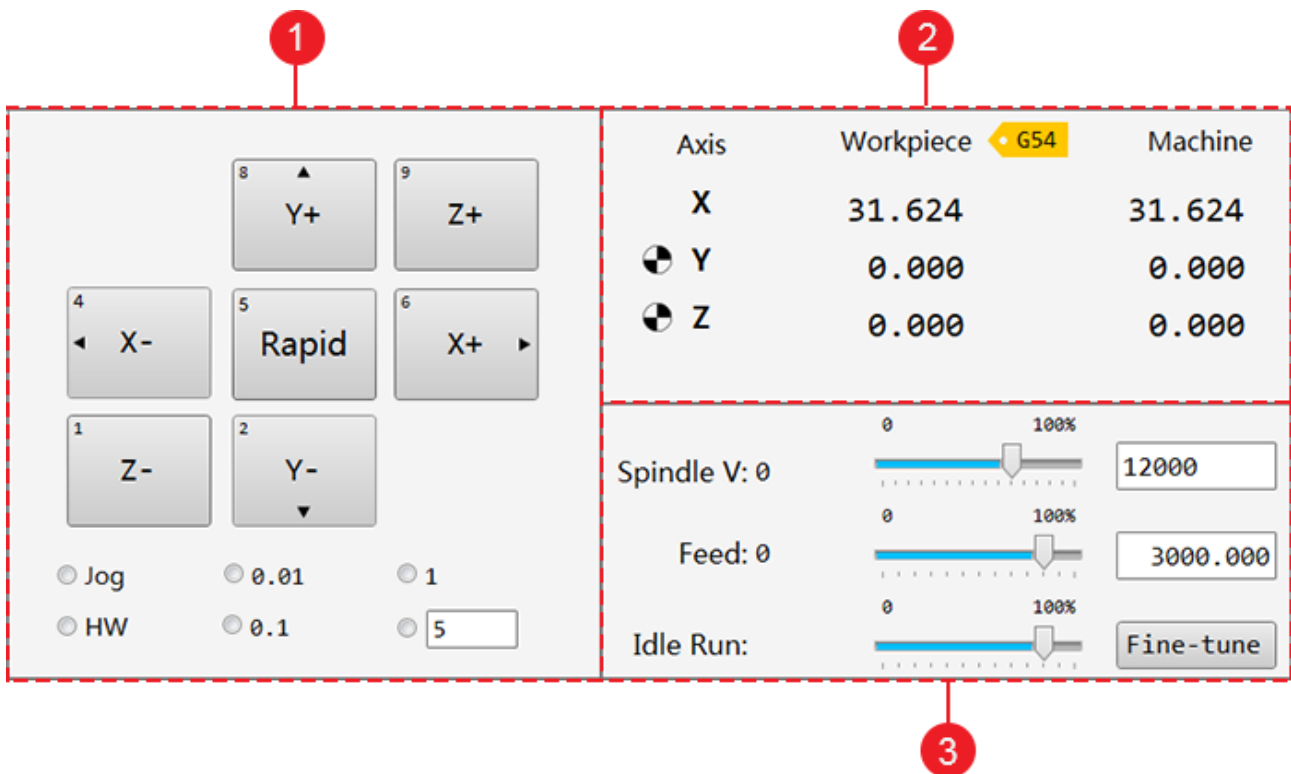 1
2
8
Y+
9
Z+
4
X-
5
Rapid
6
X+
1
Z-
2
Y-
Jog 0.01 1
HW 0.1 5
Axis Workpiece G54 Machine
X 31.624 31.624
Y 0.000 0.000
Z 0.000 0.000
0 100%
Spindle V: 0 12000
0 100%
Feed: 0 3000.000
0 100%
Idle Run: Fine-tune
3